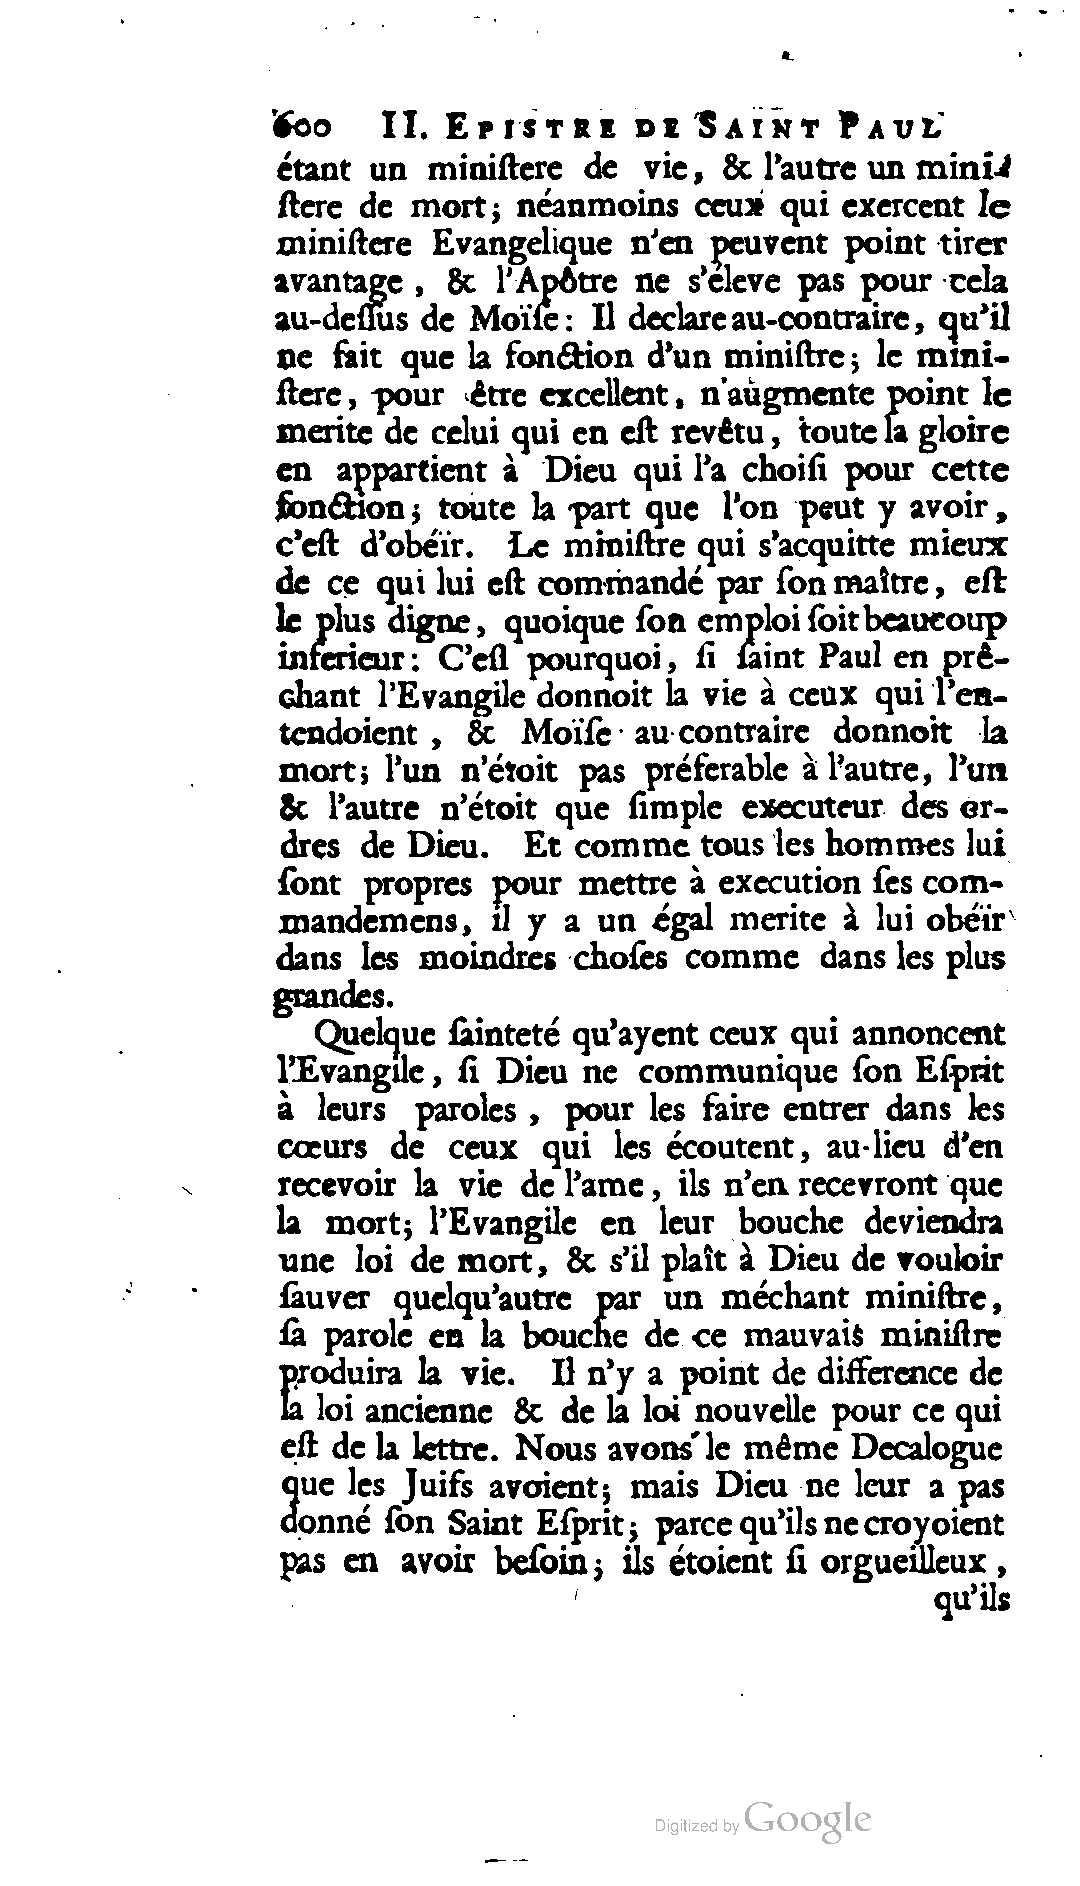 600 II. EPISTRE DE SAINT PAUL
étant un miniſtere de vie, & l'autre un mini-
ſtere de mort; néanmoins ceux qui exercent le
miniſtere Evangelique n'en peuvent point tirer
avantage, & l'Apôtre ne s'éleve pas pour cela
au-deſſus de Moïſe: Il declare au-contraire, qu'il
ne fait que la fonction d'un miniſtre; le mini-
ſtere, pour être excellent, n'augmente point le
merite de celui qui en eſt revêtu, toute la gloire
en appartient à Dieu qui l'a choiſi pour cette
fonction; toute la part que l'on peut y avoir,
c'eſt d'obéïr. Le miniſtre qui s'acquitte mieux
de ce qui lui eſt commandé par ſon maître, eſt
le plus digne, quoique ſon emploi ſoit beaucoup
inferieur: C'eſt pourquoi, ſi ſaint Paul en prê-
chant l'Evangile donnoit la vie à ceux qui l'en-
tendoient, & Moïſe au-contraire donnoit la
mort; l'un n'étoit pas préferable à l'autre, l'un
& l'autre n'étoit que ſimple executeur des or-
dres de Dieu. Et comme tous les hommes lui
ſont propres pour mettre à execution ſes com-
mandemens, il y a un égal merite à lui obéïr
dans les moindres choſes comme dans les plus
grandes.
Quelque ſainteté qu'ayent ceux qui annoncent
l'Evangile, ſi Dieu ne communique ſon Eſprit
à leurs paroles, pour les faire entrer dans les
cœurs de ceux qui les écoutent, au-lieu d'en
recevoir la vie de l'ame, ils n'en recevront que
la mort; l'Evangile en leur bouche deviendra
une loi de mort, & s'il plaît à Dieu de vouloir
ſauver quelqu'autre par un méchant miniſtre,
ſa parole en la bouche de ce mauvais miniſtre
produira la vie. Il n'y a point de difference de
la loi ancienne & de la loi nouvelle pour ce qui
eſt de la lettre. Nous avons le même Decalogue
que les Juifs avoient; mais Dieu ne leur a pas
donné ſon Saint Eſprit; parce qu'ils ne croyoient
pas en avoir beſoin; ils étoient ſi orgueilleux,
qu'ils
Digitized by Google